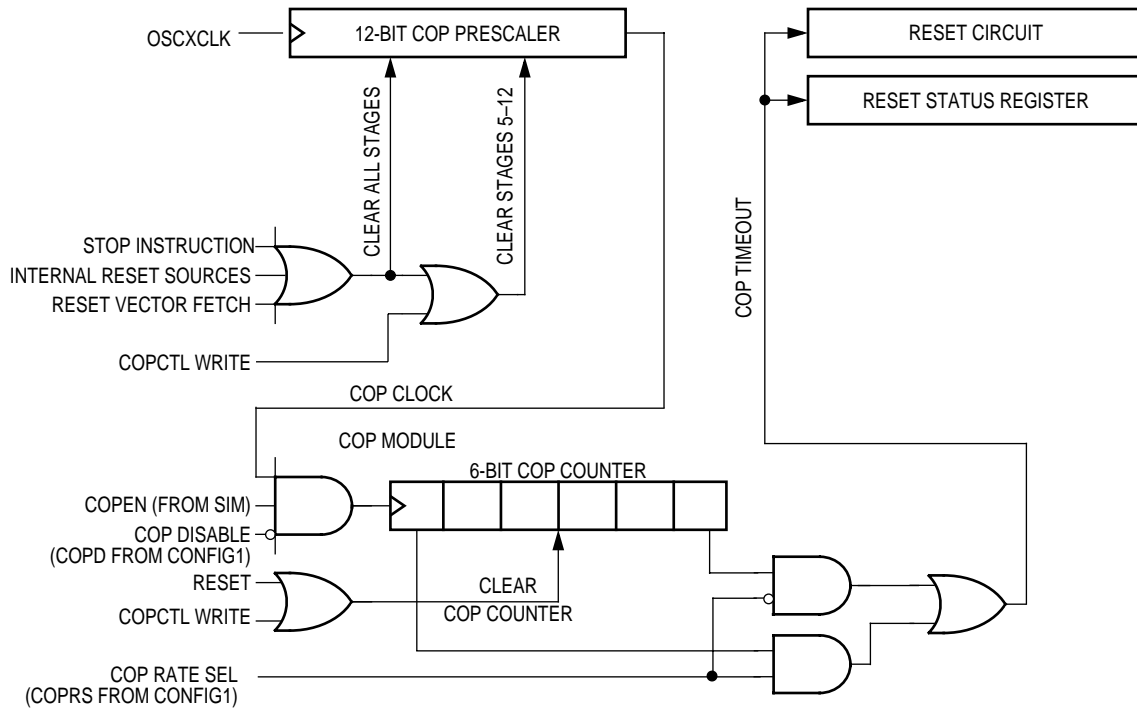 OSCXCLK
12-BIT COP PRESCALER
RESET CIRCUIT
RESET STATUS REGISTER
CLEAR ALL STAGES
CLEAR STAGES 5–12
COP TIMEOUT
STOP INSTRUCTION
INTERNAL RESET SOURCES
RESET VECTOR FETCH
COPCTL WRITE
COP CLOCK
COP MODULE
6-BIT COP COUNTER
COPEN (FROM SIM)
COP DISABLE
(COPD FROM CONFIG1)
RESET
COPCTL WRITE
CLEAR
COP COUNTER
COP RATE SEL
(COPRS FROM CONFIG1)